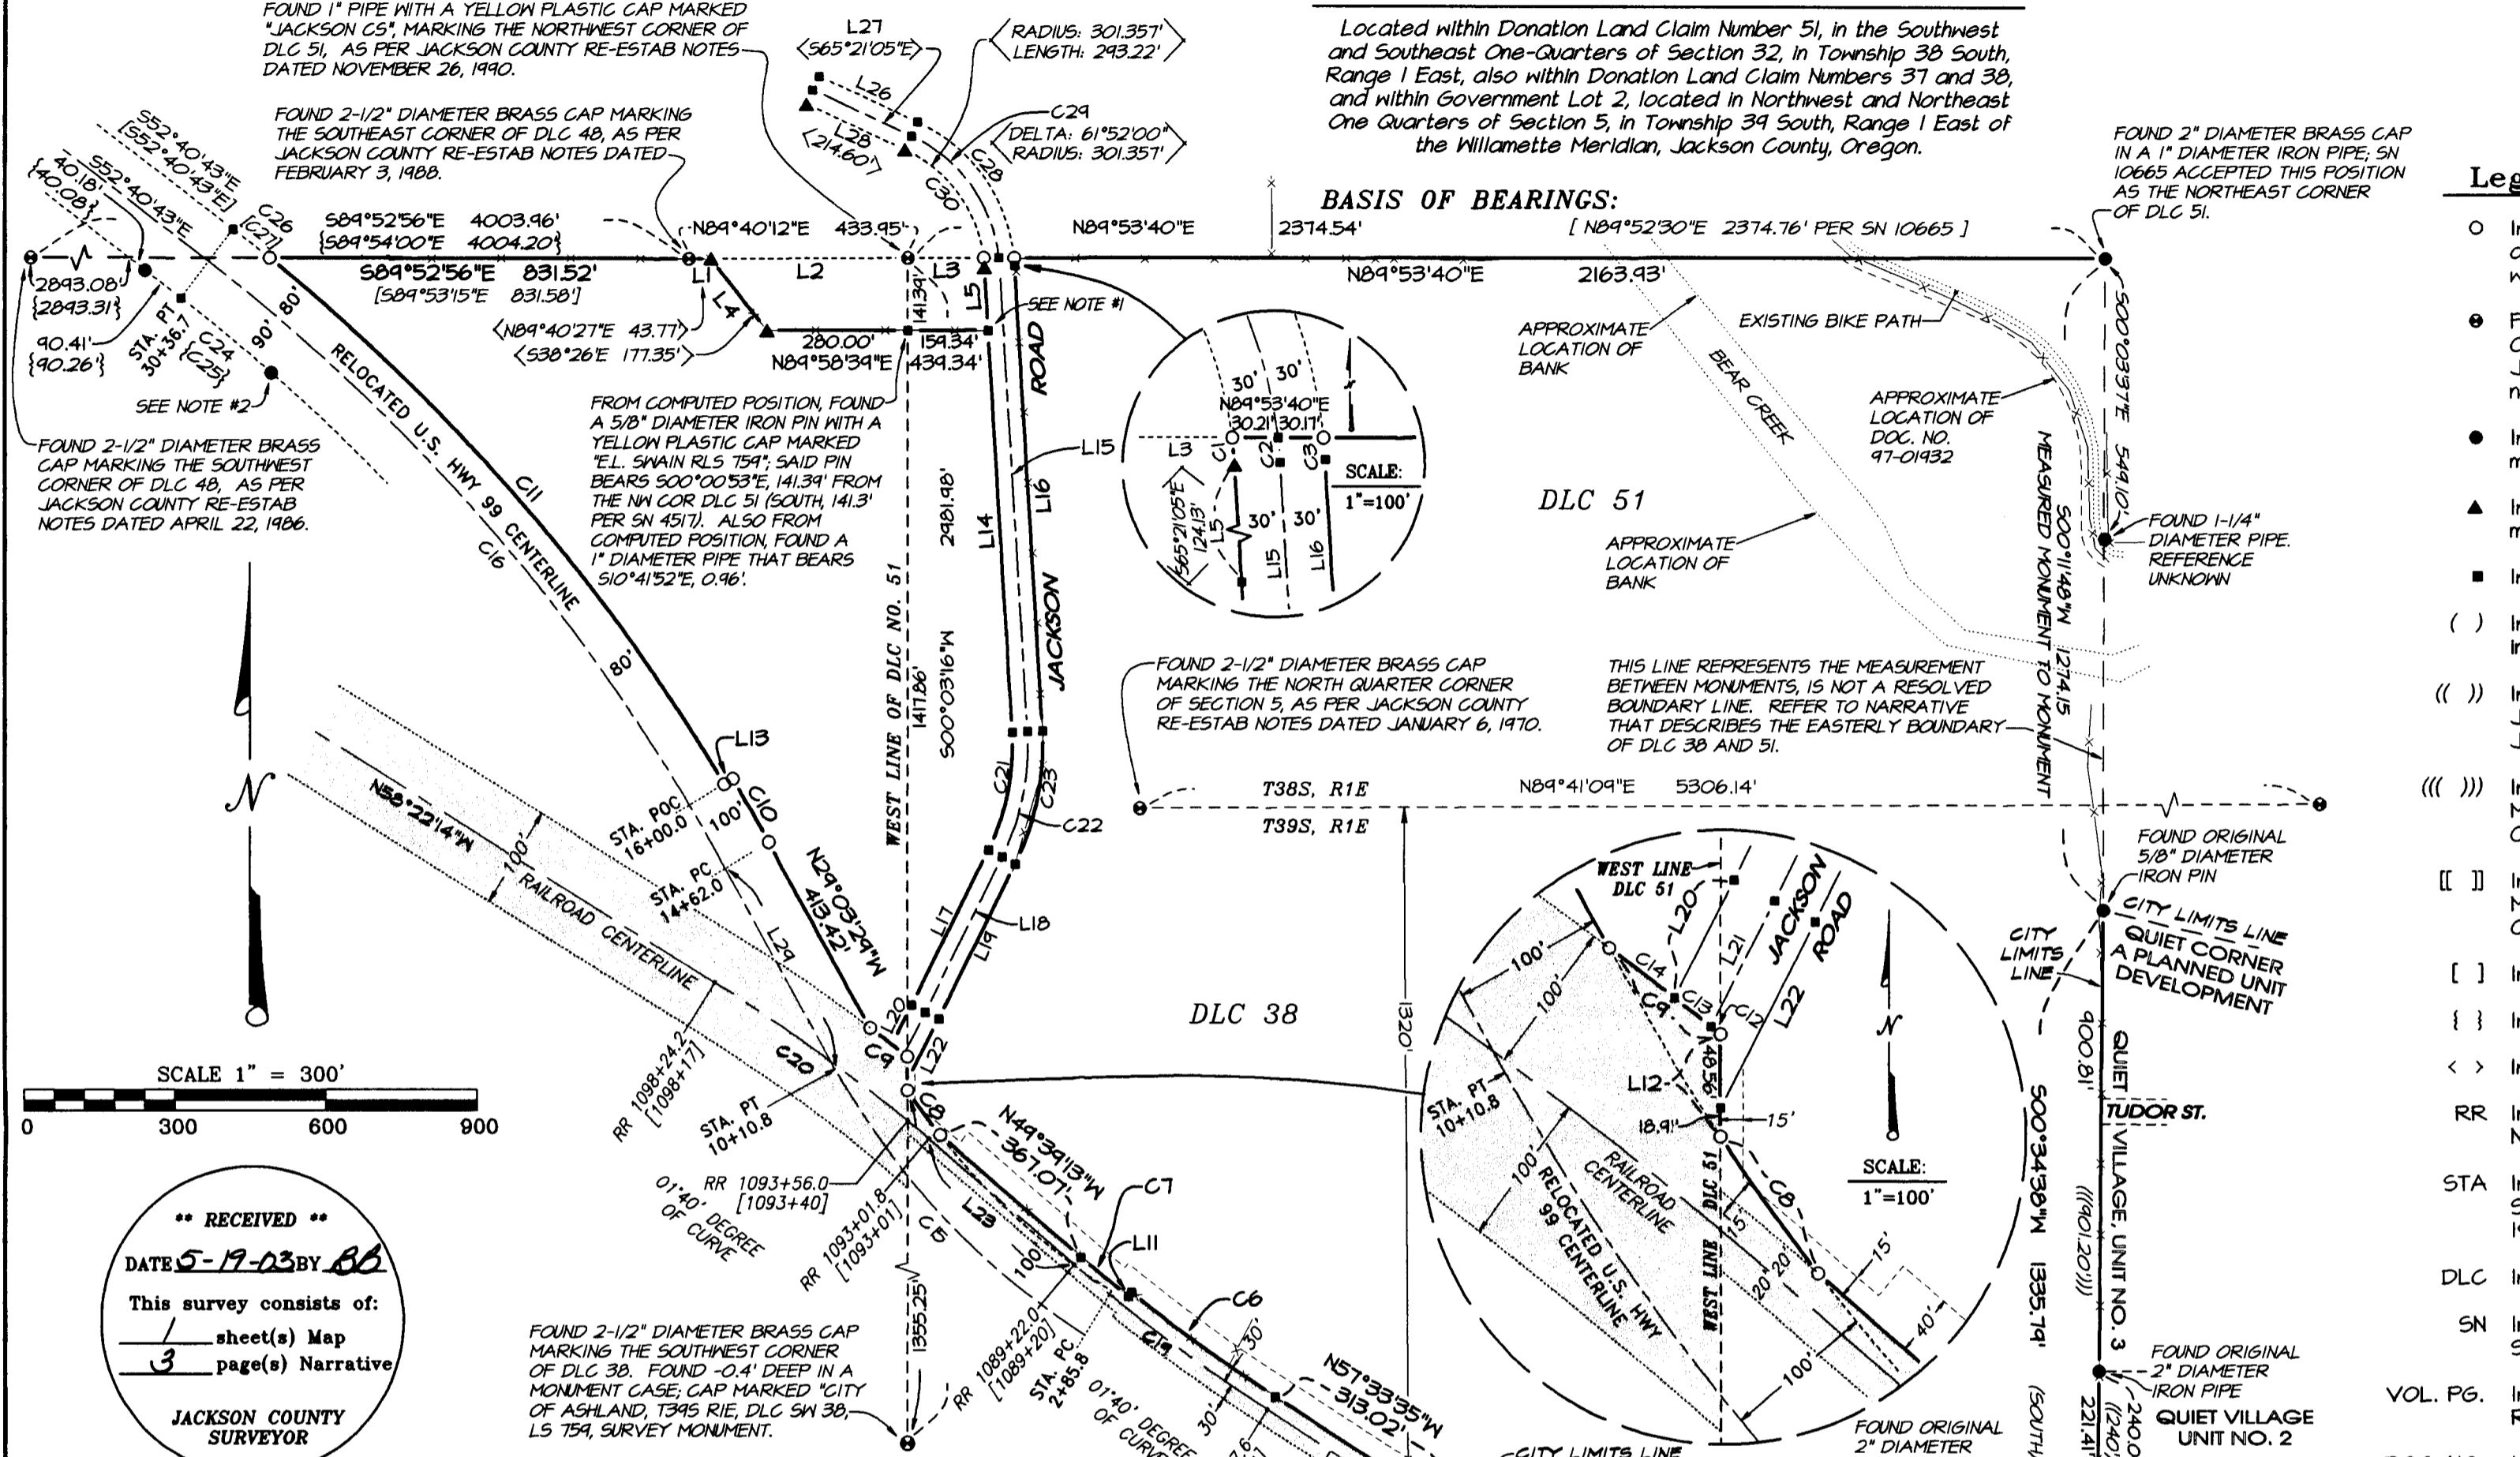 FOUND 1" PIPE WITH A YELLOW PLASTIC CAP MARKED
"JACKSON CS", MARKING THE NORTHWEST CORNER OF
DLC 51, AS PER JACKSON COUNTY RE-ESTAB NOTES
DATED NOVEMBER 26, 1990.
FOUND 2-1/2" DIAMETER BRASS CAP MARKING
THE SOUTHEAST CORNER OF DLC 48, AS PER
JACKSON COUNTY RE-ESTAB NOTES DATED
FEBRUARY 3, 1988.
L27
<S65°21'05"E>
<RADIUS: 301.357'
LENGTH: 293.22'>
L26
L28
<214.60'>
C29
<DELTA: 61°52'00"
RADIUS: 301.357'>
C28
C30
Located within Donation Land Claim Number 51, in the Southwest
and Southeast One-Quarters of Section 32, in Township 38 South,
Range 1 East, also within Donation Land Claim Numbers 37 and 38,
and within Government Lot 2, located in Northwest and Northeast
One Quarters of Section 5, in Township 39 South, Range 1 East of
the Willamette Meridian, Jackson County, Oregon.
BASIS OF BEARINGS:
N89°53'40"E 2374.54'
[ N89°52'30"E 2374.76' PER SN 10665 ]
N89°53'40"E 2163.93'
FOUND 2" DIAMETER BRASS CAP
IN A 1" DIAMETER IRON PIPE; SN
10665 ACCEPTED THIS POSITION
AS THE NORTHEAST CORNER
OF DLC 51.
Leg
S52°40'43"E
[S52°40'43"E]
S52°40'43"E
40.18'
{40.08'}
C26
[C27]
S89°52'56"E 4003.96'
{S89°54'00"E 4004.20'}
S89°52'56"E 831.52'
[S89°53'15"E 831.58']
N89°40'12"E 433.95'
L1
L2
L3
L4
L5
<N89°40'27"E 43.77'>
<S38°26'E 177.35'>
141.39'
280.00'
159.34'
N89°58'39"E 439.34'
SEE NOTE #1
2893.08'
{2893.31'}
90.41'
{90.26'}
STA. PT
30+36.7
C24
{C25}
90'
80'
SEE NOTE #2
RELOCATED U.S. HWY 99 CENTERLINE
C11
C16
80'
FOUND 2-1/2" DIAMETER BRASS
CAP MARKING THE SOUTHWEST
CORNER OF DLC 48, AS PER
JACKSON COUNTY RE-ESTAB
NOTES DATED APRIL 22, 1986.
FROM COMPUTED POSITION, FOUND
A 5/8" DIAMETER IRON PIN WITH A
YELLOW PLASTIC CAP MARKED
"E.L. SWAIN RLS 759"; SAID PIN
BEARS S00°00'53"E, 141.39' FROM
THE NW COR DLC 51 (SOUTH, 141.3'
PER SN 4517). ALSO FROM
COMPUTED POSITION, FOUND A
1" DIAMETER PIPE THAT BEARS
S10°41'52"E, 0.96'.
WEST LINE OF DLC NO. 51
1417.86'
2981.98'
S00°03'16"W
L14
L15
L16
JACKSON
ROAD
30' 30'
N89°53'40"E
30.21' 30.17'
C1
C2
C3
L3
<S65°21'05"E
124.13'>
L5
30' 30'
L15
L16
SCALE:
1"=100'
APPROXIMATE
LOCATION OF
BANK
BEAR CREEK
EXISTING BIKE PATH
APPROXIMATE
LOCATION OF
DOC. NO.
97-01932
DLC 51
APPROXIMATE
LOCATION OF
BANK
S00°03'57"E 549.10'
S00°11'48"W 1274.15
MEASURED MONUMENT TO MONUMENT
FOUND 1-1/4"
DIAMETER PIPE.
REFERENCE
UNKNOWN
FOUND 2-1/2" DIAMETER BRASS CAP
MARKING THE NORTH QUARTER CORNER
OF SECTION 5, AS PER JACKSON COUNTY
RE-ESTAB NOTES DATED JANUARY 6, 1970.
THIS LINE REPRESENTS THE MEASUREMENT
BETWEEN MONUMENTS, IS NOT A RESOLVED
BOUNDARY LINE. REFER TO NARRATIVE
THAT DESCRIBES THE EASTERLY BOUNDARY
OF DLC 38 AND 51.
T38S, R1E
T39S, R1E
N89°41'09"E 5306.14'
N
L13
C10
100'
STA. POC
16+00.0
STA. PC
14+62.0
N29°03'29"W
413.42'
N58°22'14"W
100'
RAILROAD CENTERLINE
L29
C21
C22
C23
L17
L18
L19
L20
L22
C9
C20
RR 1098+24.2
[1098+17]
STA. PT
10+10.8
SCALE 1" = 300'
0 300 600 900
RR 1093+56.0
[1093+40]
01°40' DEGREE
OF CURVE
RR 1093+01.8
[1093+01]
C8
N49°39'13"W
367.07'
L23
C15
100'
C7
L11
C6
C19
30'
30'
RR 1089+22.0
[1089+20]
STA. PC
2+85.8
01°40' DEGREE
OF CURVE
N57°33'35"W
313.02'
1355.25'
DLC 38
1320'
** RECEIVED **
DATE 5-19-03 BY BB
This survey consists of:
1 sheet(s) Map
3 page(s) Narrative
JACKSON COUNTY
SURVEYOR
FOUND 2-1/2" DIAMETER BRASS CAP
MARKING THE SOUTHWEST CORNER
OF DLC 38. FOUND -0.4' DEEP IN A
MONUMENT CASE; CAP MARKED "CITY
OF ASHLAND, T39S R1E, DLC SW 38,
LS 759, SURVEY MONUMENT.
WEST LINE
DLC 51
L20
L21
JACKSON
ROAD
L22
100'
100'
C14
C9
C13
C12
48.56'
L12
18.91'
15'
STA. PT
10+10.8
100'
RAILROAD
CENTERLINE
RELOCATED U.S. HWY
99 CENTERLINE
WEST LINE DLC 51
C8
15'
20' 20'
15'
40'
100'
N
SCALE:
1"=100'
FOUND ORIGINAL
5/8" DIAMETER
IRON PIN
CITY LIMITS LINE
QUIET CORNER
A PLANNED UNIT
DEVELOPMENT
CITY
LIMITS
LINE
900.81'
(((901.20')))
QUIET VILLAGE, UNIT NO. 3
TUDOR ST.
S00°34'38"W 1335.79'
FOUND ORIGINAL
2" DIAMETER
IRON PIPE
QUIET VILLAGE
UNIT NO. 2
221.41'
FOUND ORIGINAL
2" DIAMETER
CITY LIMITS LINE
( )
(( ))
((( )))
[[ ]]
[ ]
{ }
< >
RR
STA
DLC
SN
VOL. PG.